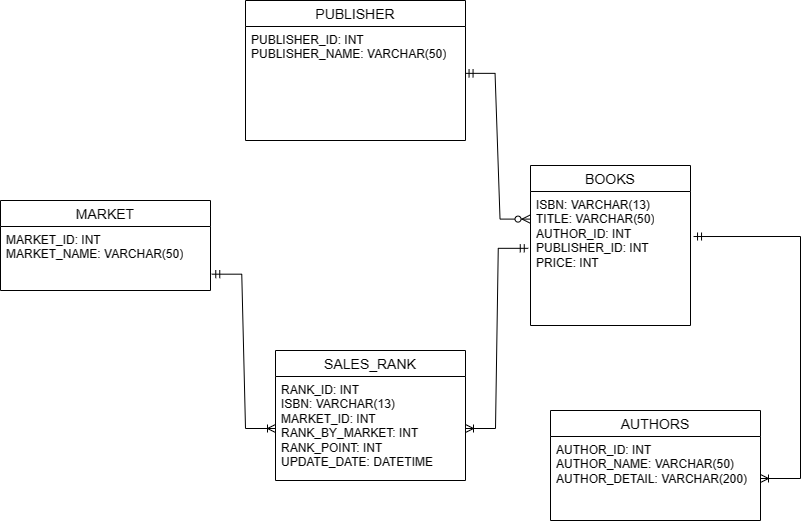 PUBLISHER
PUBLISHER_ID: INT
PUBLISHER_NAME: VARCHAR(50)
BOOKS
ISBN: VARCHAR(13)
TITLE: VARCHAR(50)
AUTHOR_ID: INT
PUBLISHER_ID: INT
PRICE: INT
MARKET
MARKET_ID: INT
MARKET_NAME: VARCHAR(50)
SALES_RANK
RANK_ID: INT
ISBN: VARCHAR(13)
MARKET_ID: INT
RANK_BY_MARKET: INT
RANK_POINT: INT
UPDATE_DATE: DATETIME
AUTHORS
AUTHOR_ID: INT
AUTHOR_NAME: VARCHAR(50)
AUTHOR_DETAIL: VARCHAR(200)